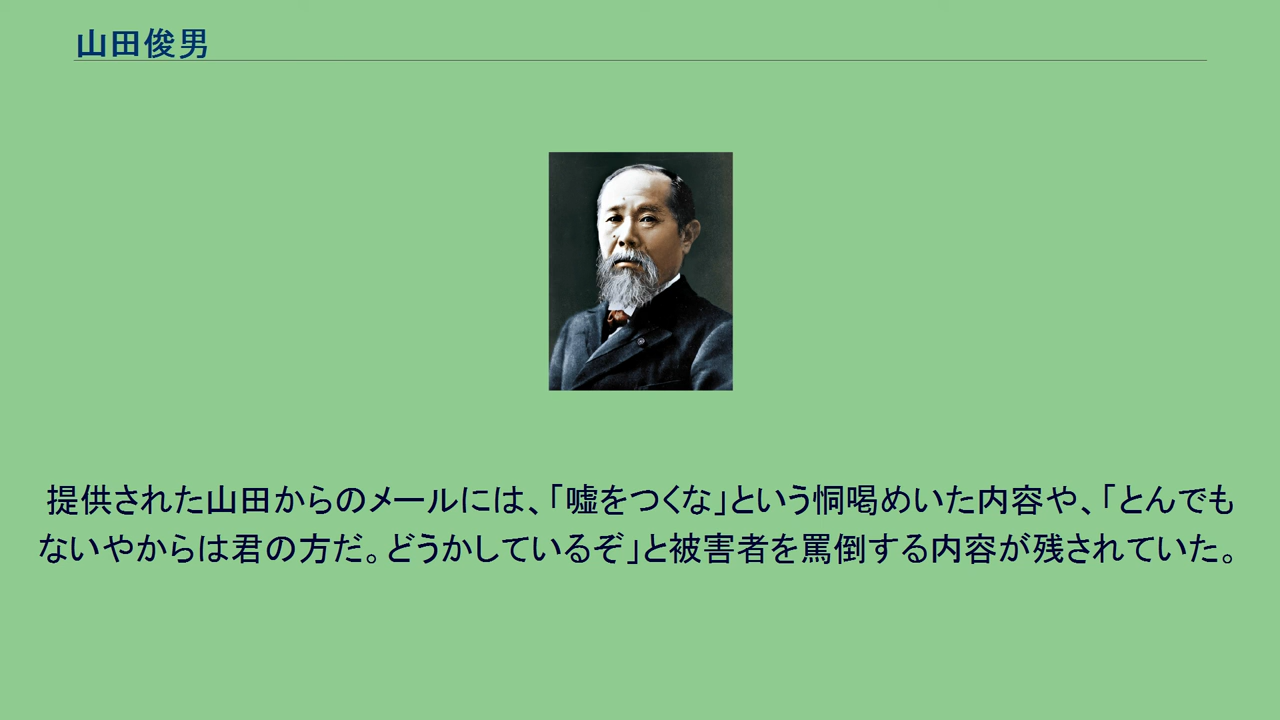 山田俊男
提供された山田からのメールには、「嘘をつくな」という恫喝めいた内容や、「とんでも
ないやからは君の方だ。どうかしているぞ」と被害者を罵倒する内容が残されていた。